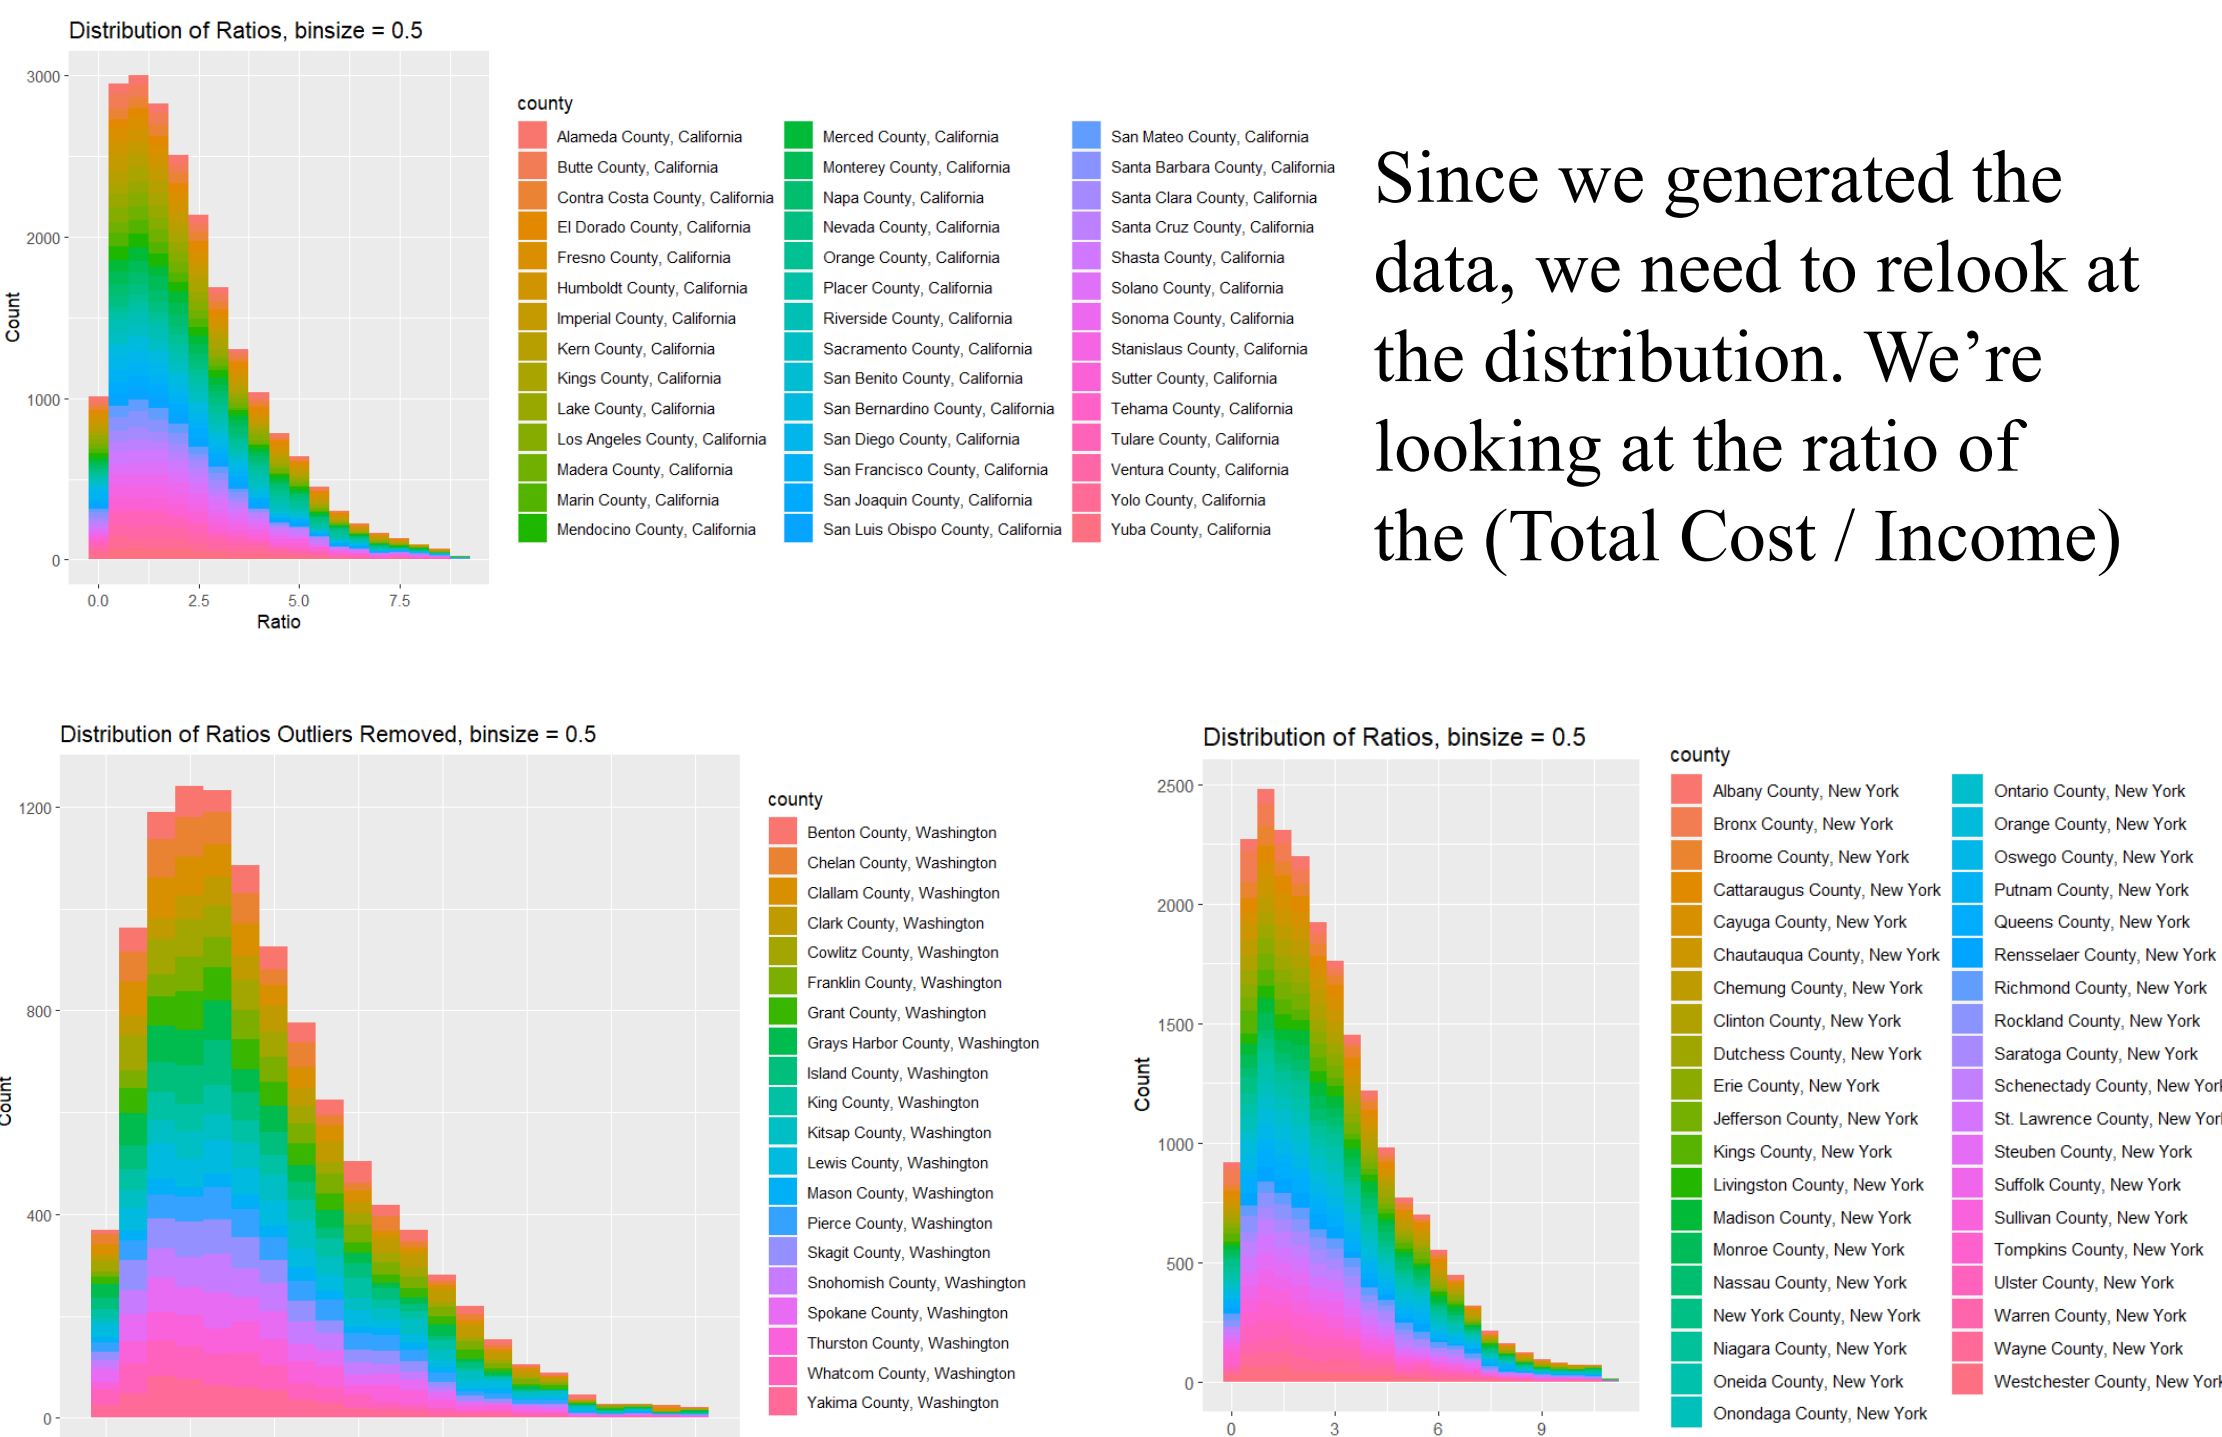 Distribution of Ratios, binsize = 0.5
3000
2000
1000
0
Count
0.0
2.5
5.0
7.5
Ratio
county
Alameda County, California
Butte County, California
Contra Costa County, California
El Dorado County, California
Fresno County, California
Humboldt County, California
Imperial County, California
Kern County, California
Kings County, California
Lake County, California
Los Angeles County, California
Madera County, California
Marin County, California
Mendocino County, California
Merced County, California
Monterey County, California
Napa County, California
Nevada County, California
Orange County, California
Placer County, California
Riverside County, California
Sacramento County, California
San Benito County, California
San Bernardino County, California
San Diego County, California
San Francisco County, California
San Joaquin County, California
San Luis Obispo County, California
San Mateo County, California
Santa Barbara County, California
Santa Clara County, California
Santa Cruz County, California
Shasta County, California
Solano County, California
Sonoma County, California
Stanislaus County, California
Sutter County, California
Tehama County, California
Tulare County, California
Ventura County, California
Yolo County, California
Yuba County, California
Since we generated the
data, we need to relook at
the distribution. We’re
looking at the ratio of
the (Total Cost / Income)
Distribution of Ratios Outliers Removed, binsize = 0.5
1200
800
400
0
Count
county
Benton County, Washington
Chelan County, Washington
Clallam County, Washington
Clark County, Washington
Cowlitz County, Washington
Franklin County, Washington
Grant County, Washington
Grays Harbor County, Washington
Island County, Washington
King County, Washington
Kitsap County, Washington
Lewis County, Washington
Mason County, Washington
Pierce County, Washington
Skagit County, Washington
Snohomish County, Washington
Spokane County, Washington
Thurston County, Washington
Whatcom County, Washington
Yakima County, Washington
Distribution of Ratios, binsize = 0.5
2500
2000
1500
1000
500
0
Count
0
3
6
9
county
Albany County, New York
Bronx County, New York
Broome County, New York
Cattaraugus County, New York
Cayuga County, New York
Chautauqua County, New York
Chemung County, New York
Clinton County, New York
Dutchess County, New York
Erie County, New York
Jefferson County, New York
Kings County, New York
Livingston County, New York
Madison County, New York
Monroe County, New York
Nassau County, New York
New York County, New York
Niagara County, New York
Oneida County, New York
Onondaga County, New York
Ontario County, New York
Orange County, New York
Oswego County, New York
Putnam County, New York
Queens County, New York
Rensselaer County, New York
Richmond County, New York
Rockland County, New York
Saratoga County, New York
Schenectady County, New York
St. Lawrence County, New York
Steuben County, New York
Suffolk County, New York
Sullivan County, New York
Tompkins County, New York
Ulster County, New York
Warren County, New York
Wayne County, New York
Westchester County, New York